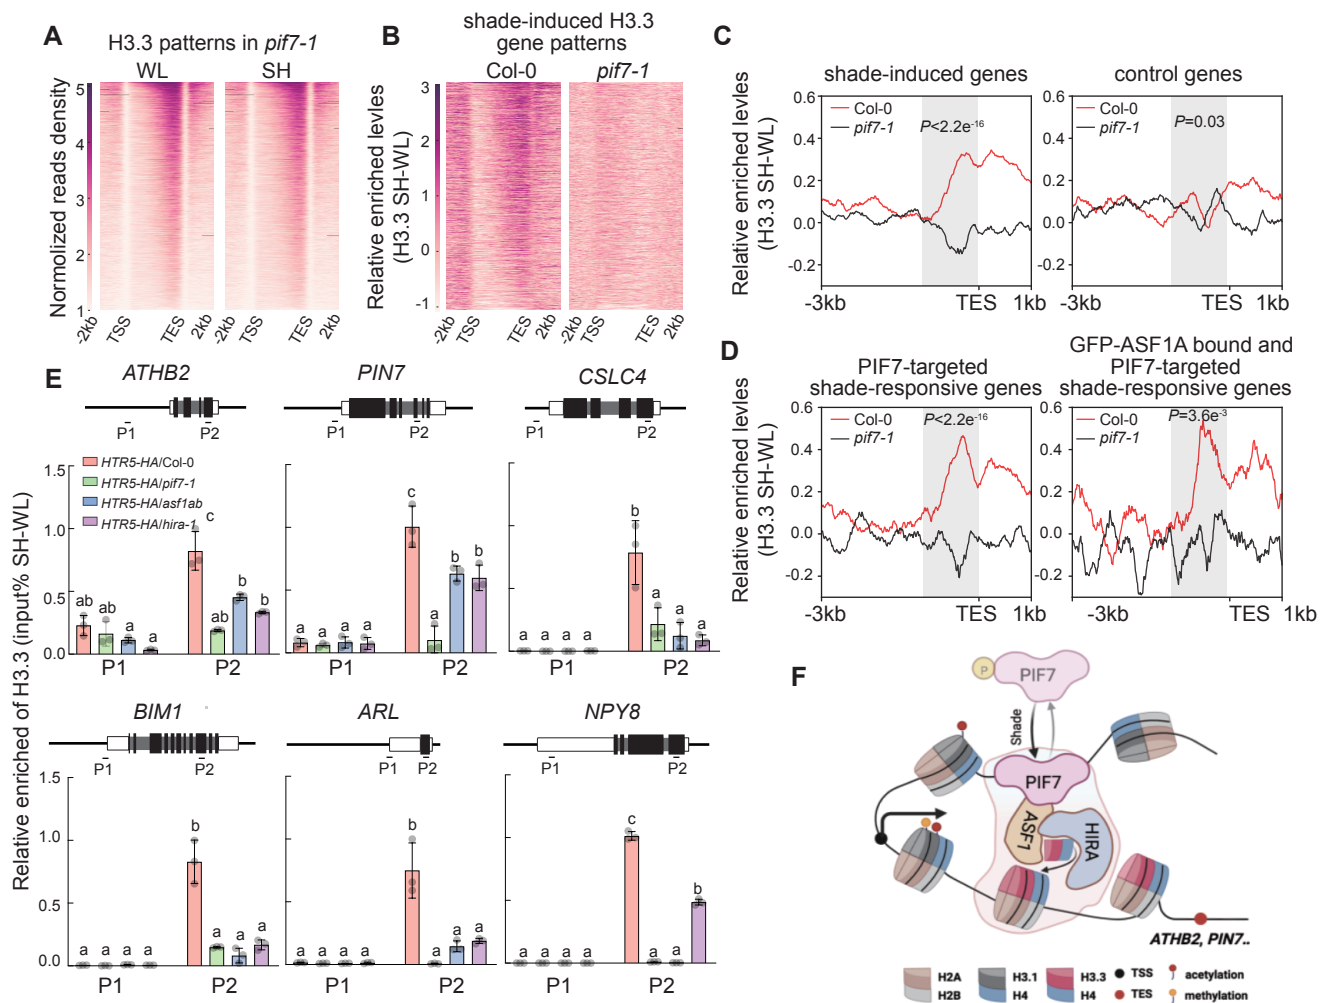 A
H3.3 patterns in pif7-1
WL
SH
Normolized reads density
5
4
3
2
1
-2kb
TSS
TES
2kb
-2kb
TSS
TES
2kb
B
shade-induced H3.3
gene patterns
Col-0
pif7-1
Relative enriched levles
(H3.3 SH-WL)
3
2
1
0
-1
-2kb
TSS
TES
2kb
-2kb
TSS
TES
2kb
C
shade-induced genes
control genes
Relative enriched levles
(H3.3 SH-WL)
0.6
0.4
0.2
0.0
-0.2
Col-0
pif7-1
P<2.2e-16
-3kb
TES
1kb
0.6
0.4
0.2
0.0
-0.2
Col-0
pif7-1
P=0.03
-3kb
TES
1kb
D
PIF7-targeted
shade-responsive genes
GFP-ASF1A bound and
PIF7-targeted
shade-responsive genes
Relative enriched levles
(H3.3 SH-WL)
0.6
0.4
0.2
0.0
-0.2
Col-0
pif7-1
P<2.2e-16
-3kb
TES
1kb
0.6
0.4
0.2
0.0
-0.2
Col-0
pif7-1
P=3.6e-3
-3kb
TES
1kb
E
Relative enriched of H3.3 (input% SH-WL)
ATHB2
P1
P2
PIN7
P1
P2
CSLC4
P1
P2
1.5
1.0
0.5
0.0
HTR5-HA/Col-0
HTR5-HA/pif7-1
HTR5-HA/asf1ab
HTR5-HA/hira-1
ab
ab
a
a
c
ab
b
b
P1
P2
a
a
a
a
c
a
b
b
P1
P2
a
a
a
a
b
a
a
a
P1
P2
BIM1
P1
P2
ARL
P1
P2
NPY8
P1
P2
1.5
1.0
0.5
0.0
a
a
a
a
b
a
a
a
P1
P2
a
a
a
a
b
a
a
a
P1
P2
a
a
a
a
c
a
a
b
P1
P2
F
P
PIF7
Shade
PIF7
ASF1
HIRA
ATHB2, PIN7..
H2A
H2B
H3.1
H4
H3.3
H4
TSS
TES
acetylation
methylation